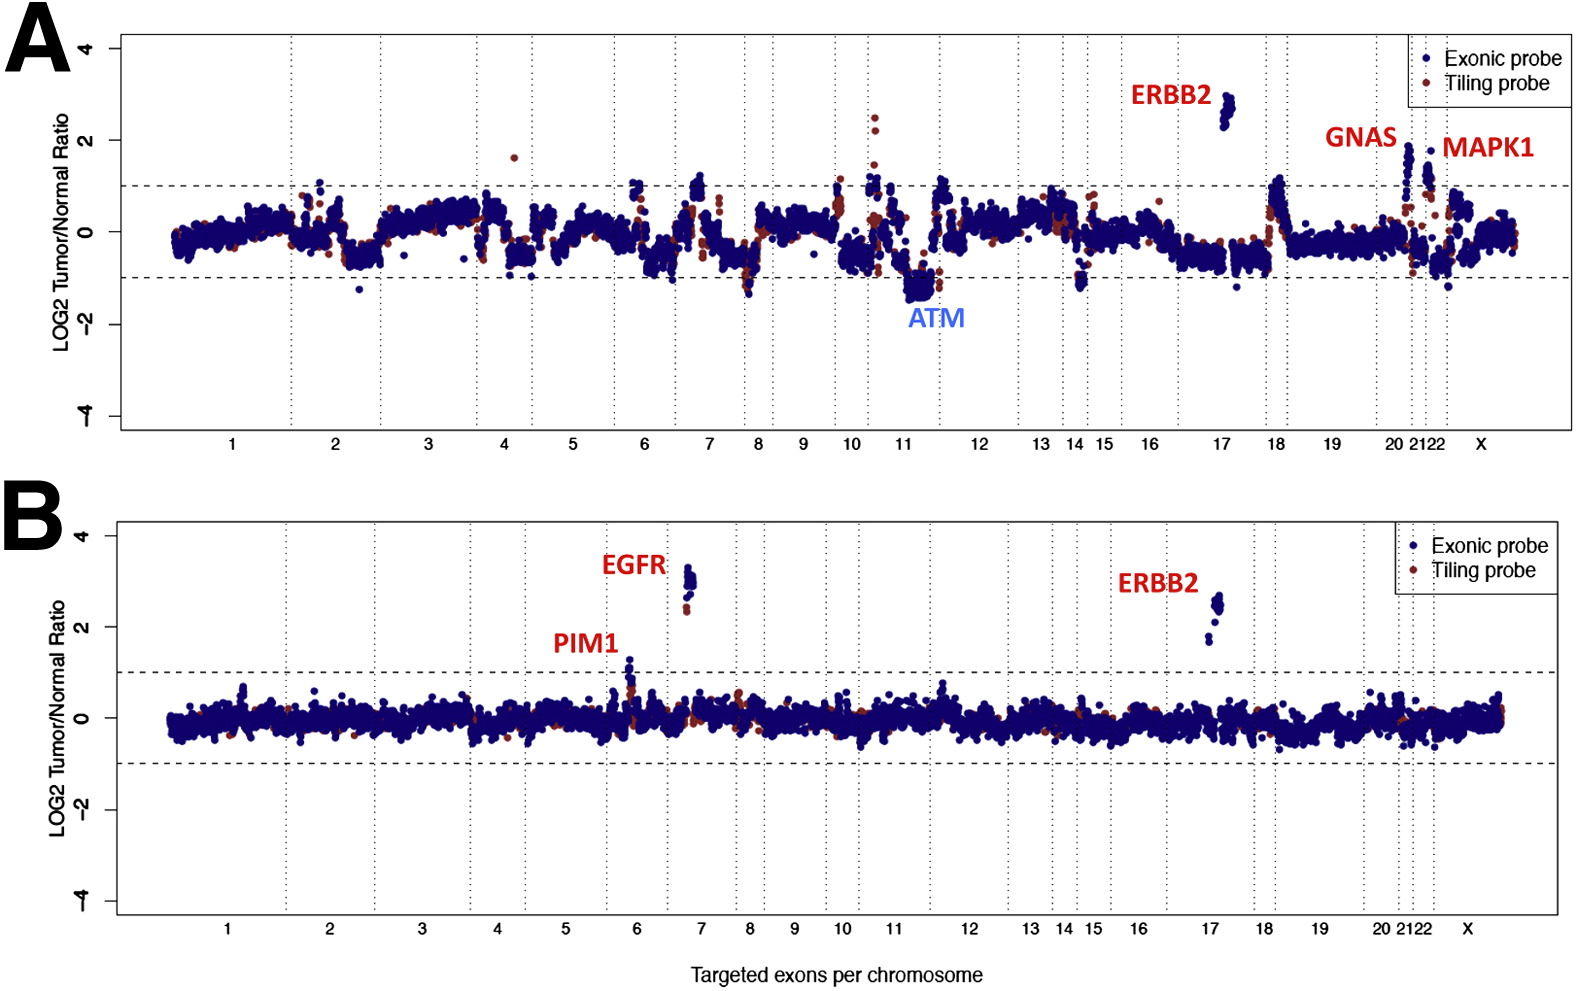 A
LOG2 Tumor/Normal Ratio
4
2
0
-2
-4
Exonic probe
Tiling probe
ERBB2
GNAS
MAPK1
ATM
1 2 3 4 5 6 7 8 9 10 11 12 13 14 15 16 17 18 19 20 21 22 X
B
LOG2 Tumor/Normal Ratio
4
2
0
-2
-4
Exonic probe
Tiling probe
EGFR
ERBB2
PIM1
1 2 3 4 5 6 7 8 9 10 11 12 13 14 15 16 17 18 19 20 21 22 X
Targeted exons per chromosome